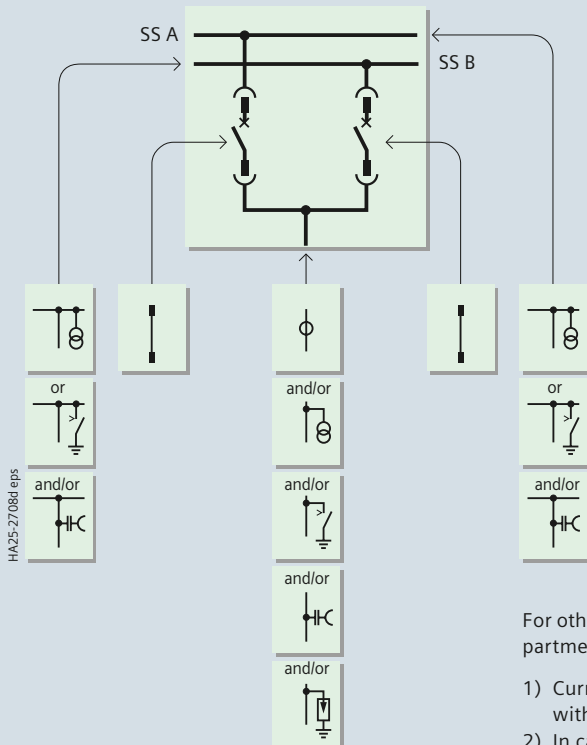 SS A
SS B
or
and/or
and/or
and/or
and/or
and/or
or
and/or
HA25-2708d eps
For oth
partme
1) Curr
with
2) In ca